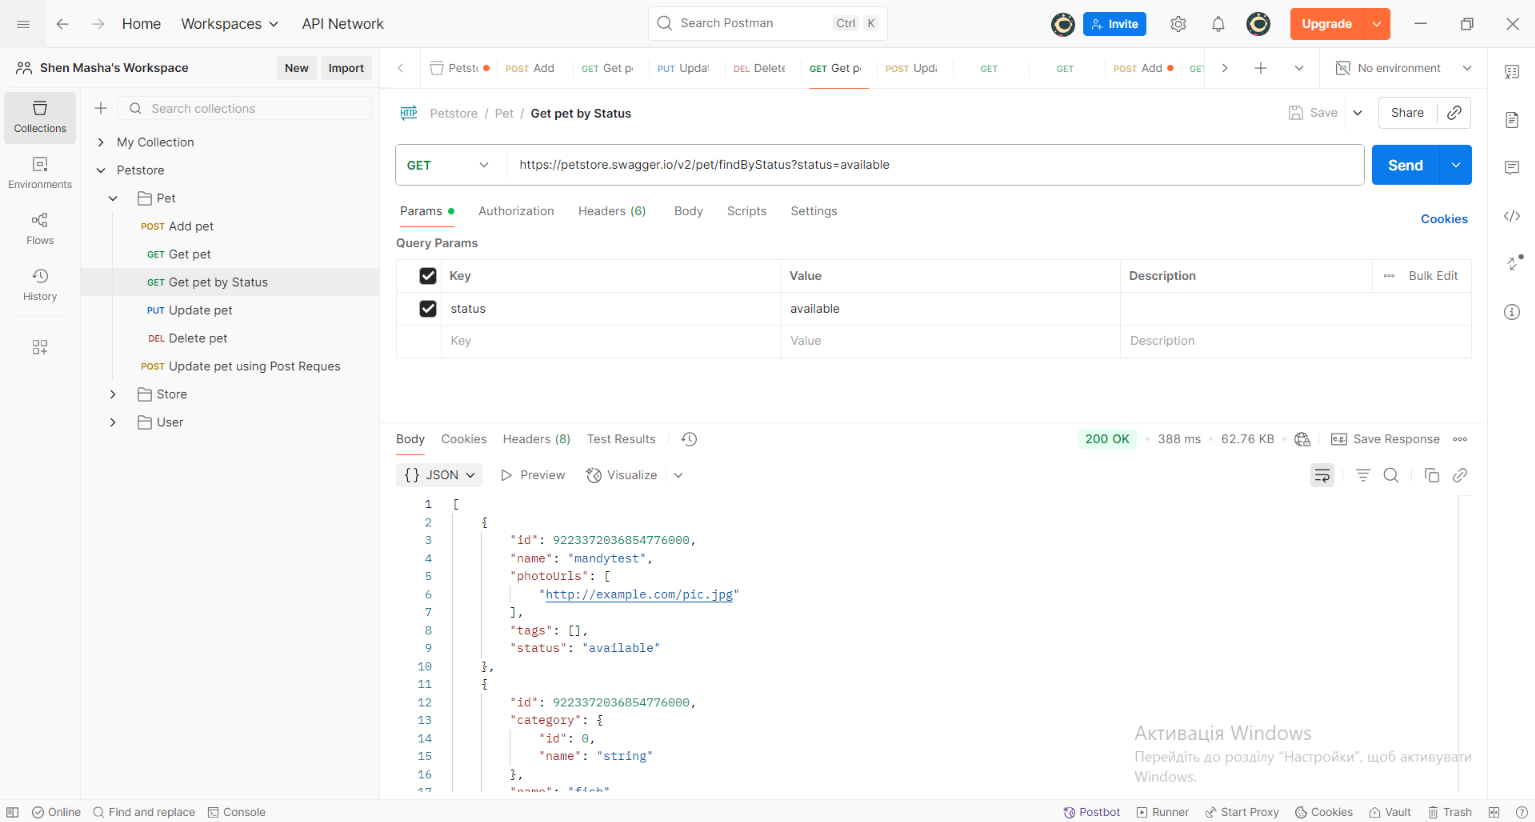 Home
Workspaces
API Network
Search Postman
Ctrl
K
Invite
Upgrade
Shen Masha's Workspace
New
Import
Petst
POST Add
GET Get p
PUT Updat
DEL Delete
GET Get p
POST Upd
GET
GET
POST Add
GET
No environment
Collections
Environments
Flows
History
Search collections
My Collection
Petstore
Pet
POST Add pet
GET Get pet
GET Get pet by Status
PUT Update pet
DEL Delete pet
POST Update pet using Post Reques
Store
User
HTTP
Petstore / Pet / Get pet by Status
Save
Share
GET
https://petstore.swagger.io/v2/pet/findByStatus?status=available
Send
Params
Authorization
Headers (6)
Body
Scripts
Settings
Cookies
Query Params
Key
Value
Description
Bulk Edit
status
available
Key
Value
Description
Body
Cookies
Headers (8)
Test Results
200 OK
388 ms
62.76 KB
e.g.
Save Response
{} JSON
Preview
Visualize
1 [
2 {
3 "id": 9223372036854776000,
4 "name": "mandytest",
5 "photoUrls": [
6 "http://example.com/pic.jpg"
7 ],
8 "tags": [],
9 "status": "available"
10 },
11 {
12 "id": 9223372036854776000,
13 "category": {
14 "id": 0,
15 "name": "string"
16 },
17 "name": "fish"
Активація Windows
Перейдіть до розділу "Настройки", щоб активувати
Windows.
Online
Find and replace
Console
Postbot
Runner
Start Proxy
Cookies
Vault
Trash